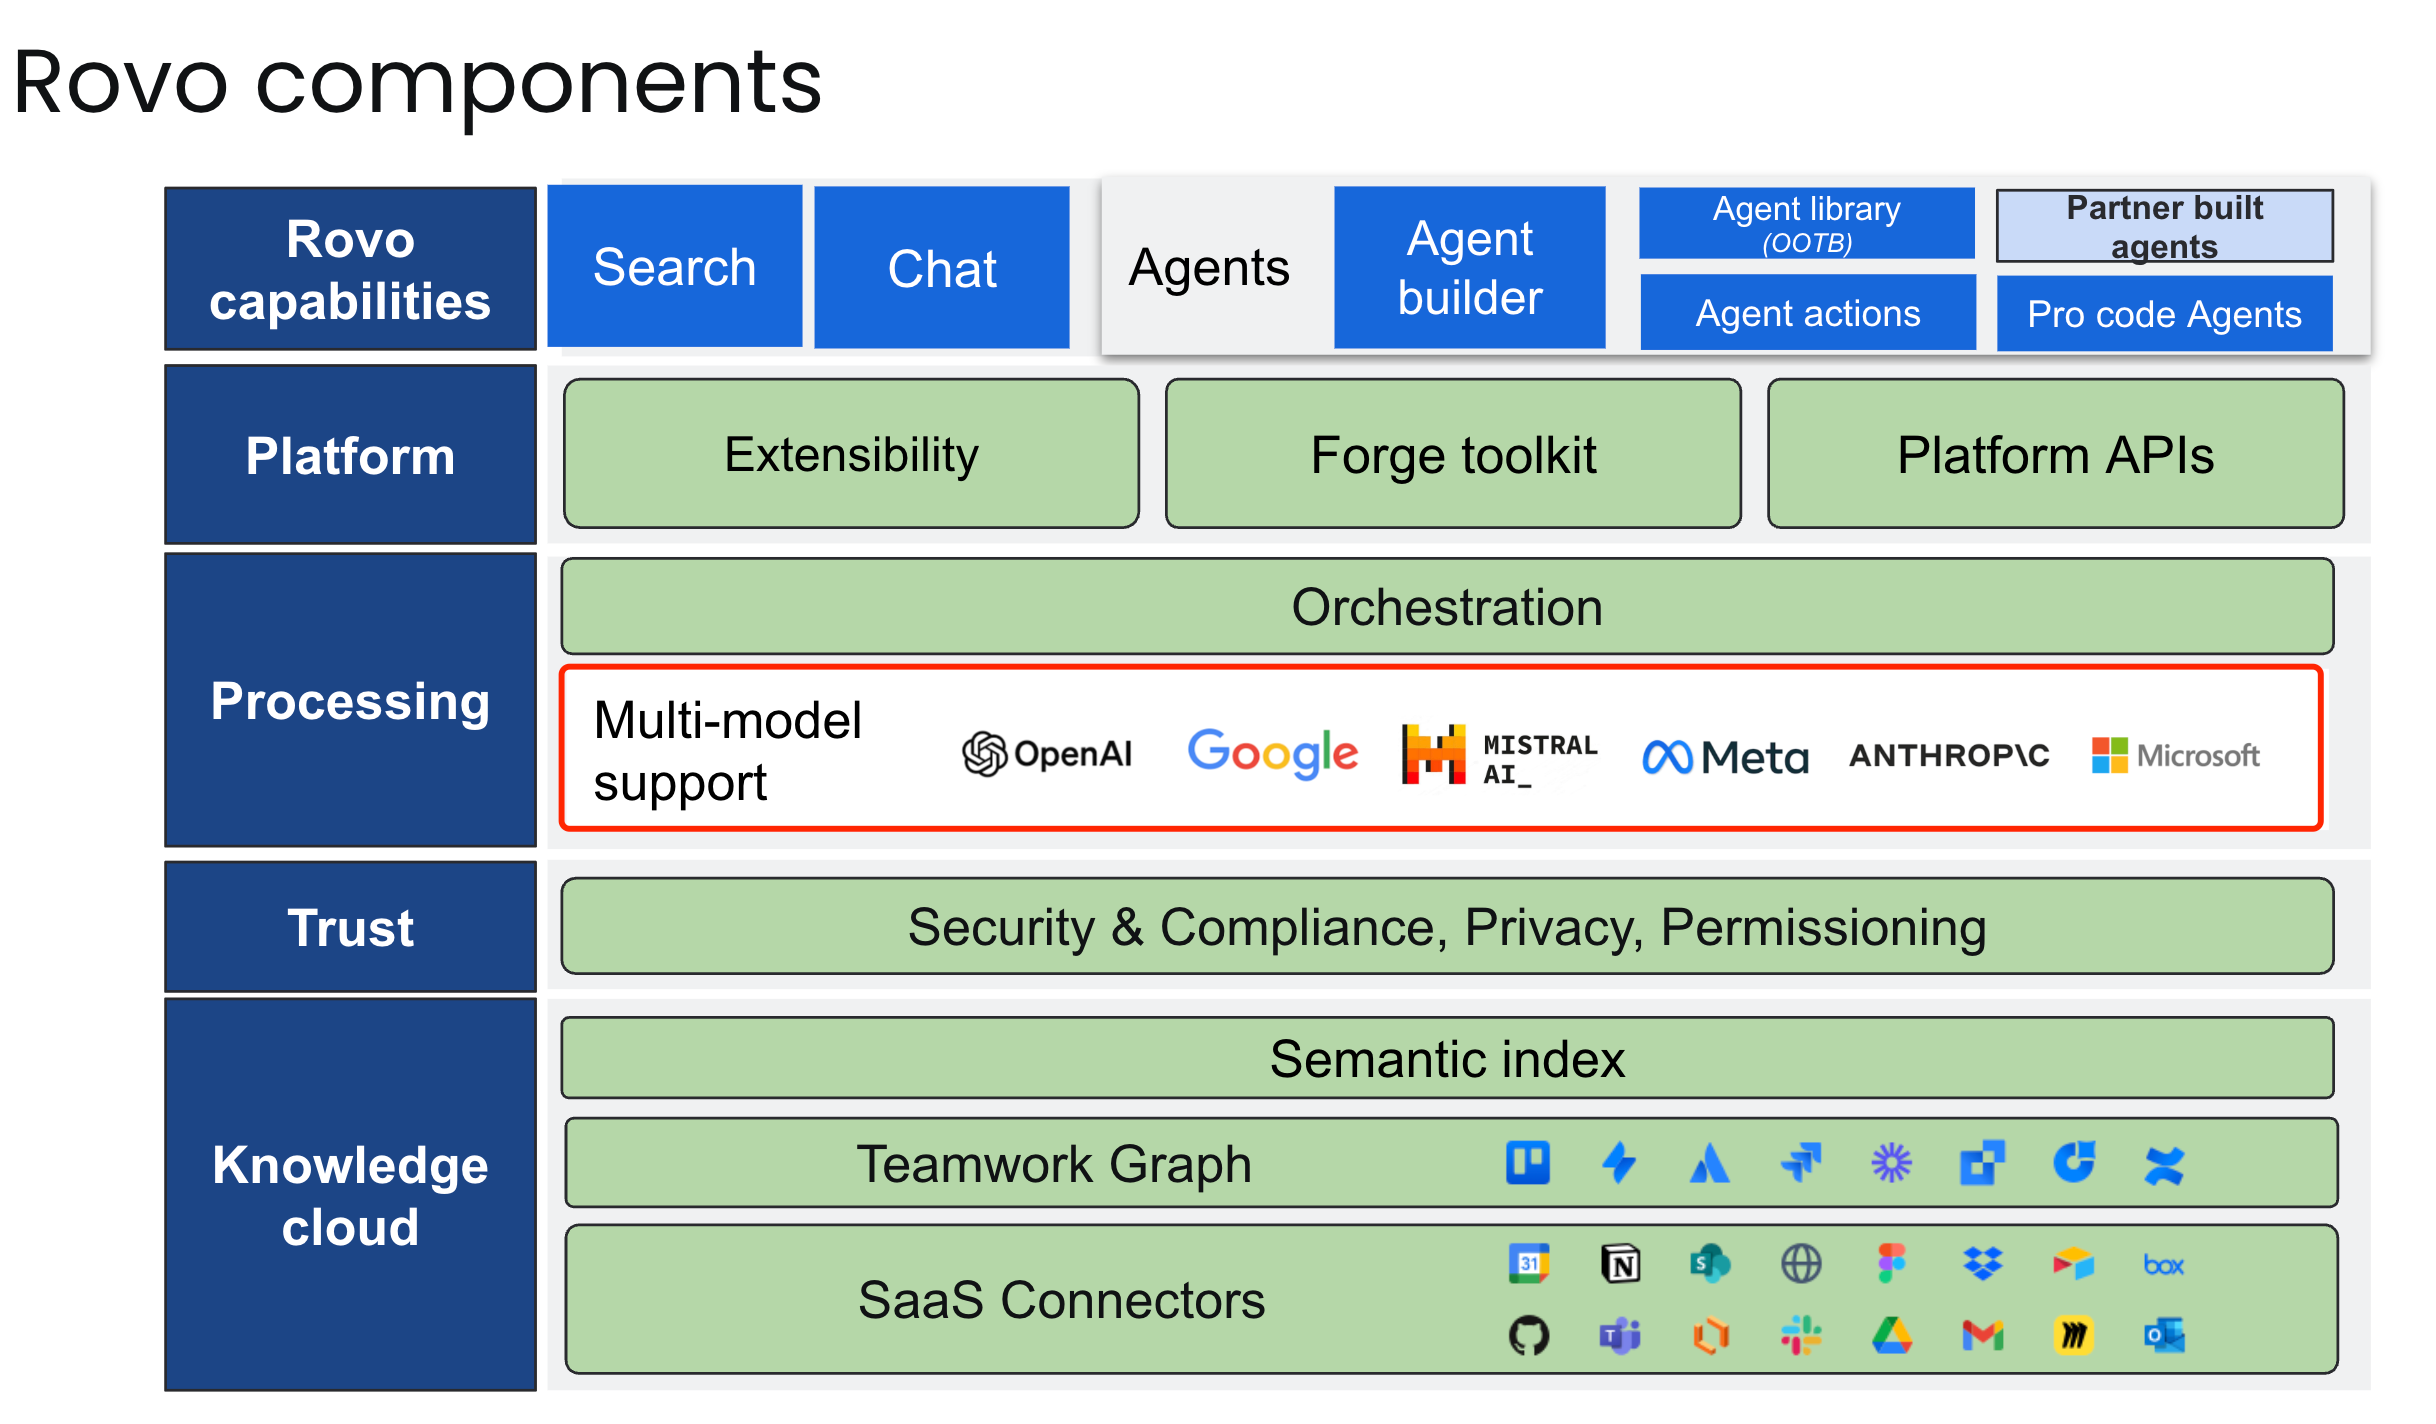 Rovo components
Rovo
capabilities
Search
Chat
Agents
Agent
builder
Agent library
(OOTB)
Partner built
agents
Agent actions
Pro code Agents
Platform
Extensibility
Forge toolkit
Platform APIs
Processing
Orchestration
Multi-model
support
OpenAI
Google
MISTRAL
AI_
Meta
ANTHROP\C
Microsoft
Trust
Security & Compliance, Privacy, Permissioning
Knowledge
cloud
Semantic index
Teamwork Graph
SaaS Connectors
31
N
S
box
T
O